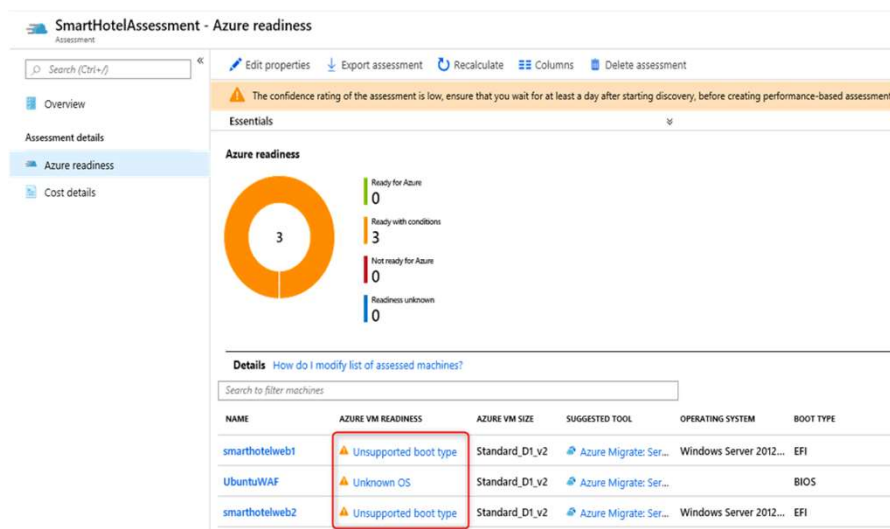 SmartHotelAssessment - Azure readiness
Assessment
Search (Ctrl+/)
«
Overview
Assessment details
Azure readiness
Cost details
Edit properties
Export assessment
Recalculate
Columns
Delete assessment
The confidence rating of the assessment is low, ensure that you wait for at least a day after starting discovery, before creating performance-based assessment
Essentials
Azure readiness
3
Ready for Azure
0
Ready with conditions
3
Not ready for Azure
0
Readiness unknown
0
Details How do I modify list of assessed machines?
Search to filter machines
NAME AZURE VM READINESS AZURE VM SIZE SUGGESTED TOOL OPERATING SYSTEM BOOT TYPE
smarthotelweb1 Unsupported boot type Standard_D1_v2 Azure Migrate: Ser... Windows Server 2012... EFI
UbuntuWAF Unknown OS Standard_D1_v2 Azure Migrate: Ser... BIOS
smarthotelweb2 Unsupported boot type Standard_D1_v2 Azure Migrate: Ser... Windows Server 2012... EFI